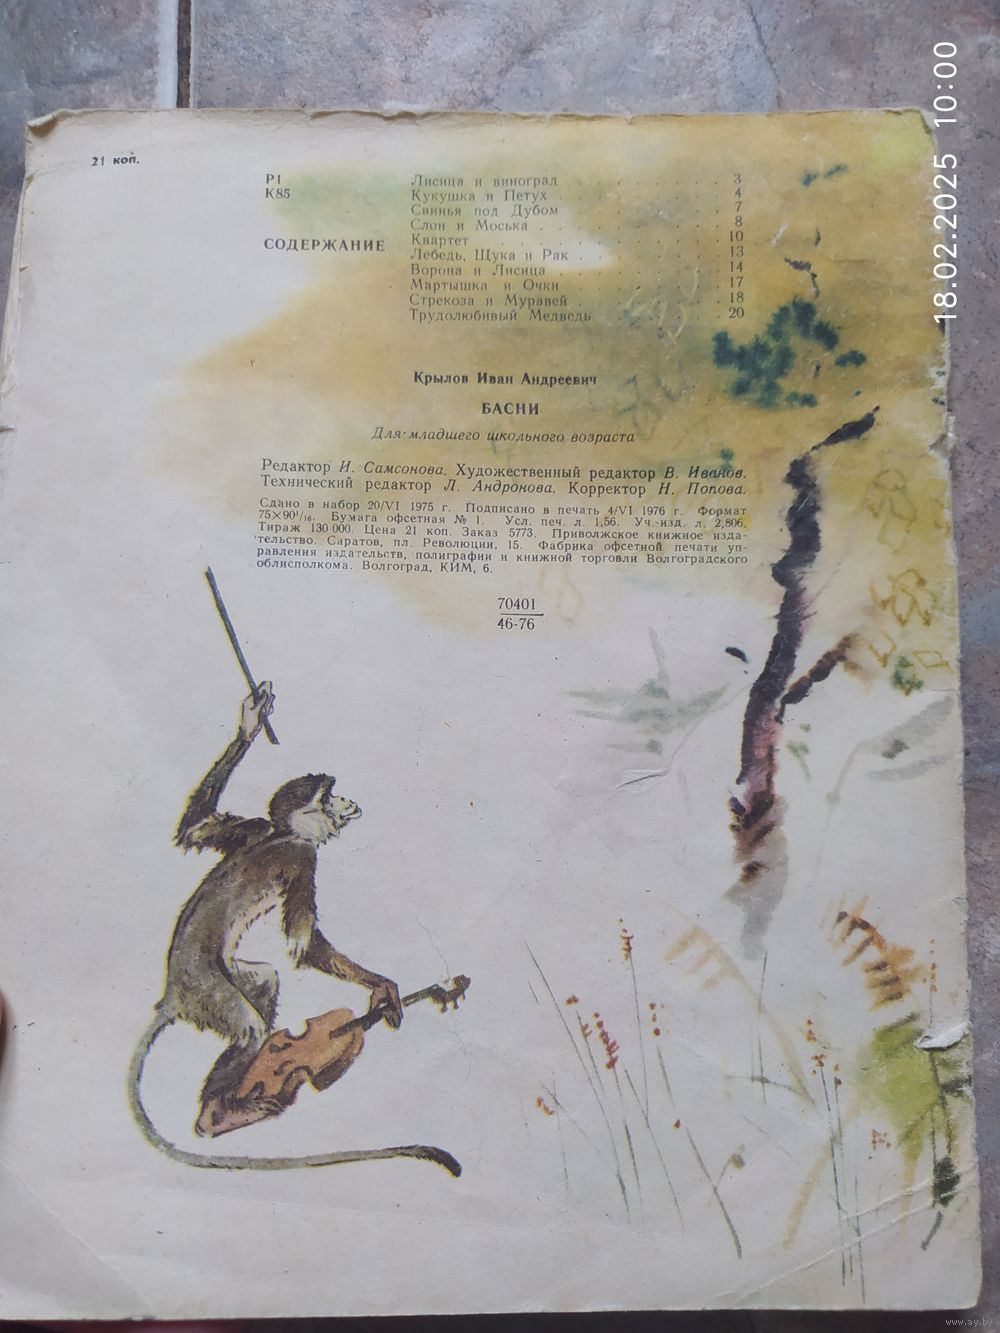 21 коп.
Р1
К85
СОДЕРЖАНИЕ
Лисица и виноград . . . . . . . . . . 3
Кукушка и Петух . . . . . . . . . . 4
Свинья под Дубом . . . . . . . . . . 7
Слон и Моська . . . . . . . . . . 8
Квартет . . . . . . . . . . 10
Лебедь, Щука и Рак . . . . . . . . . . 13
Ворона и Лисица . . . . . . . . . . 14
Мартышка и Очки . . . . . . . . . . 17
Стрекоза и Муравей . . . . . . . . . . 18
Трудолюбивый Медведь . . . . . . . . . . 20
Крылов Иван Андреевич
БАСНИ
Для младшего школьного возраста
Редактор И. Самсонова. Художественный редактор В. Иванов.
Технический редактор Л. Андронова. Корректор Н. Попова.
Сдано в набор 20/VI 1975 г. Подписано в печать 4/VI 1976 г. Формат
75×90¹/₁₆. Бумага офсетная № 1. Усл. печ. л. 1,56. Уч.-изд. л. 2,806.
Тираж 130 000. Цена 21 коп. Заказ 5773. Приволжское книжное изда-
тельство. Саратов, пл. Революции, 15. Фабрика офсетной печати уп-
равления издательств, полиграфии и книжной торговли Волгоградского
облисполкома. Волгоград, КИМ, 6.
70401
46-76
18.02.2025 10:00
www.ay.by